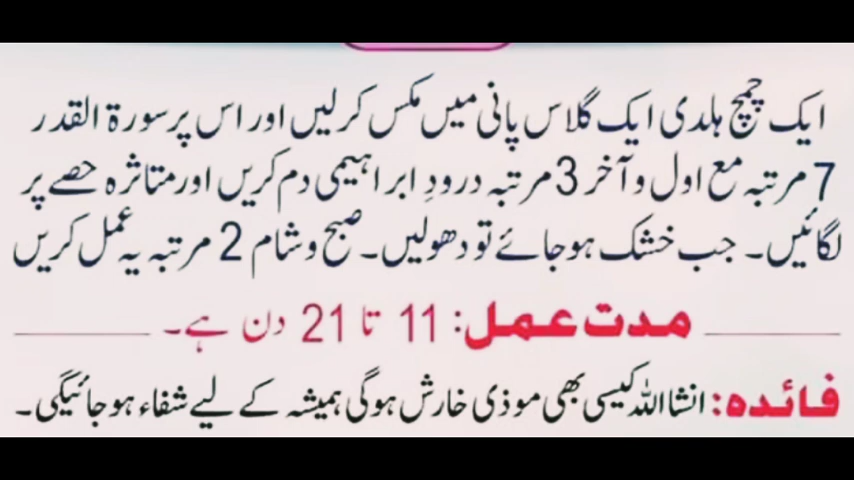 ایک چمچ ہلدی ایک گلاس پانی میں مکس کرلیں اور اس پر سورۃ القدر
7 مرتبہ مع اول و آخر 3 مرتبہ درودِ ابراہیمی دم کریں اور متاثرہ حصے پر
لگائیں۔ جب خشک ہوجائے تو دھولیں۔ صبح و شام 2 مرتبہ یہ عمل کریں
مدت عمل: 11 تا 21 دن ہے۔
فائدہ: انشااللہ کیسی بھی موذی خارش ہوگی ہمیشہ کے لیے شفاء ہوجائیگی۔